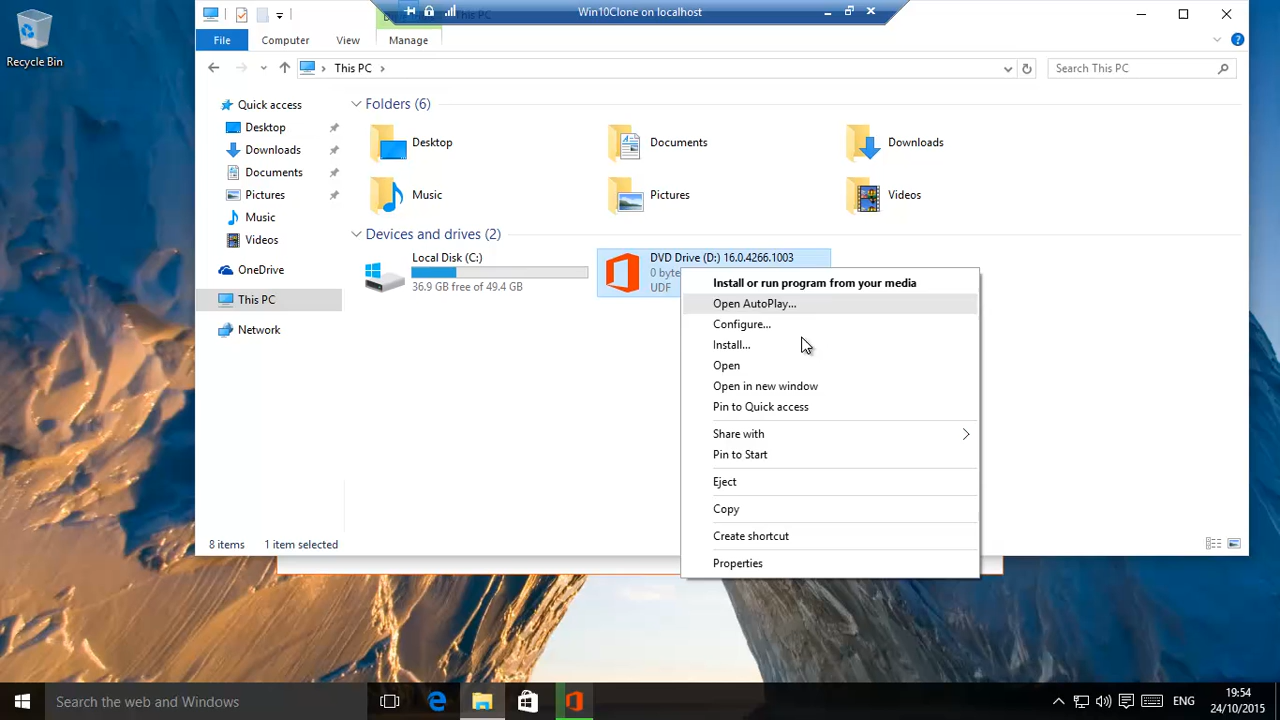 Recycle Bin
This PC
Win10Clone on localhost
File
Computer
View
Manage
This PC
Search This PC
Quick access
Desktop
Downloads
Documents
Pictures
Music
Videos
OneDrive
This PC
Network
Folders (6)
Desktop
Documents
Downloads
Music
Pictures
Videos
Devices and drives (2)
Local Disk (C:)
36.9 GB free of 49.4 GB
DVD Drive (D:) 16.0.4266.1003
0 byte
UDF
Install or run program from your media
Open AutoPlay...
Configure...
Install...
Open
Open in new window
Pin to Quick access
Share with
Pin to Start
Eject
Copy
Create shortcut
Properties
8 items
1 item selected
Search the web and Windows
ENG
19:54
24/10/2015